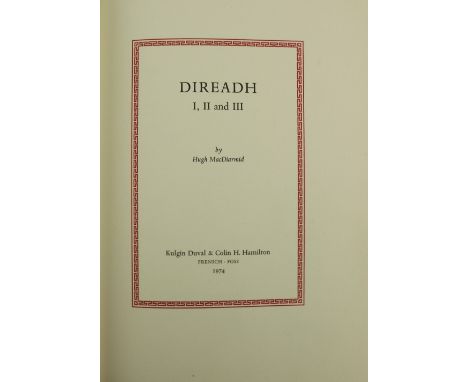 DIREADH
I, II and III
by
Hugh MacDiarmid
Kulgin Duval & Colin H. Hamilton
FRENICH · FOSS
1974